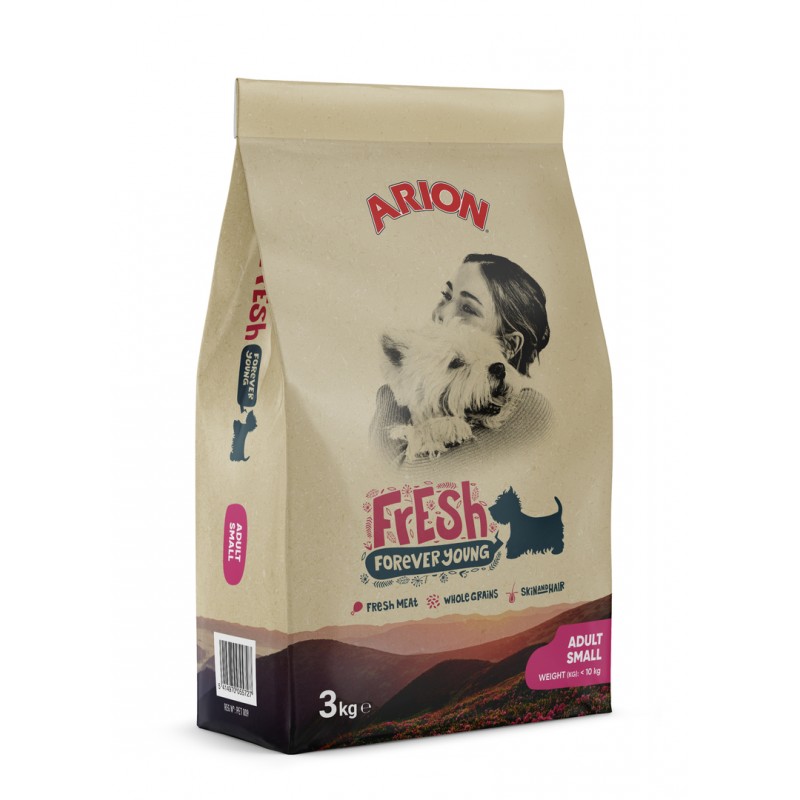 ARION
FrESh
FOREVER YOUNG
FRESH MEAT
WHOLE GRAINS
SKIN AND HAIR
ADULT
SMALL
WEIGHT (KG): < 10 kg
3kg e
FrESh
FOREVER
YOUNG
ADULT
SMALL